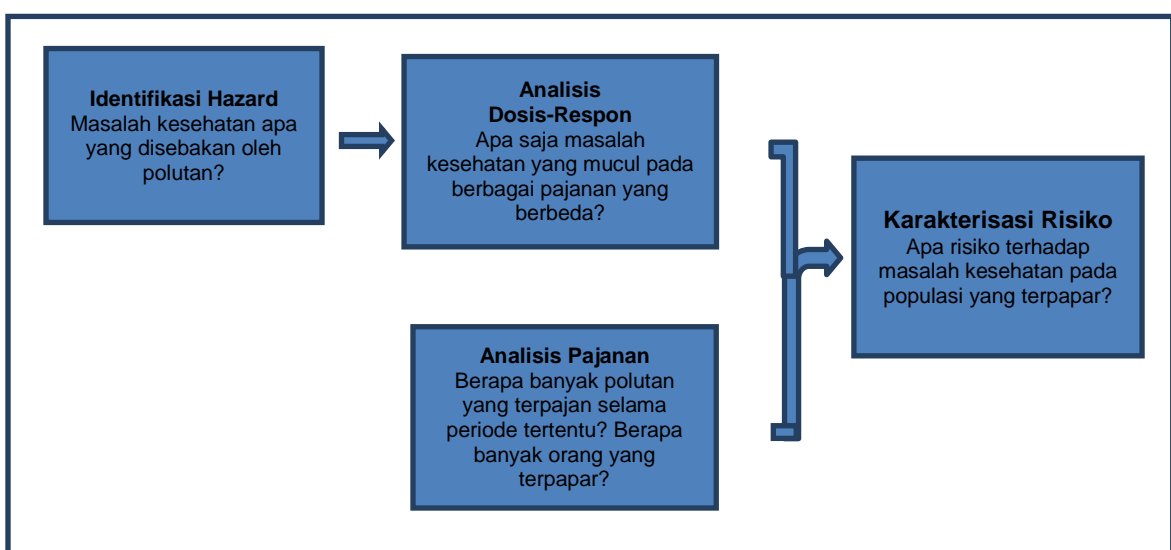 Identifikasi Hazard
Masalah kesehatan apa
yang disebakan oleh
polutan?
Analisis
Dosis-Respon
Apa saja masalah
kesehatan yang mucul pada
berbagai pajanan yang
berbeda?
Analisis Pajanan
Berapa banyak polutan
yang terpajan selama
periode tertentu? Berapa
banyak orang yang
terpapar?
Karakterisasi Risiko
Apa risiko terhadap
masalah kesehatan pada
populasi yang terpapar?